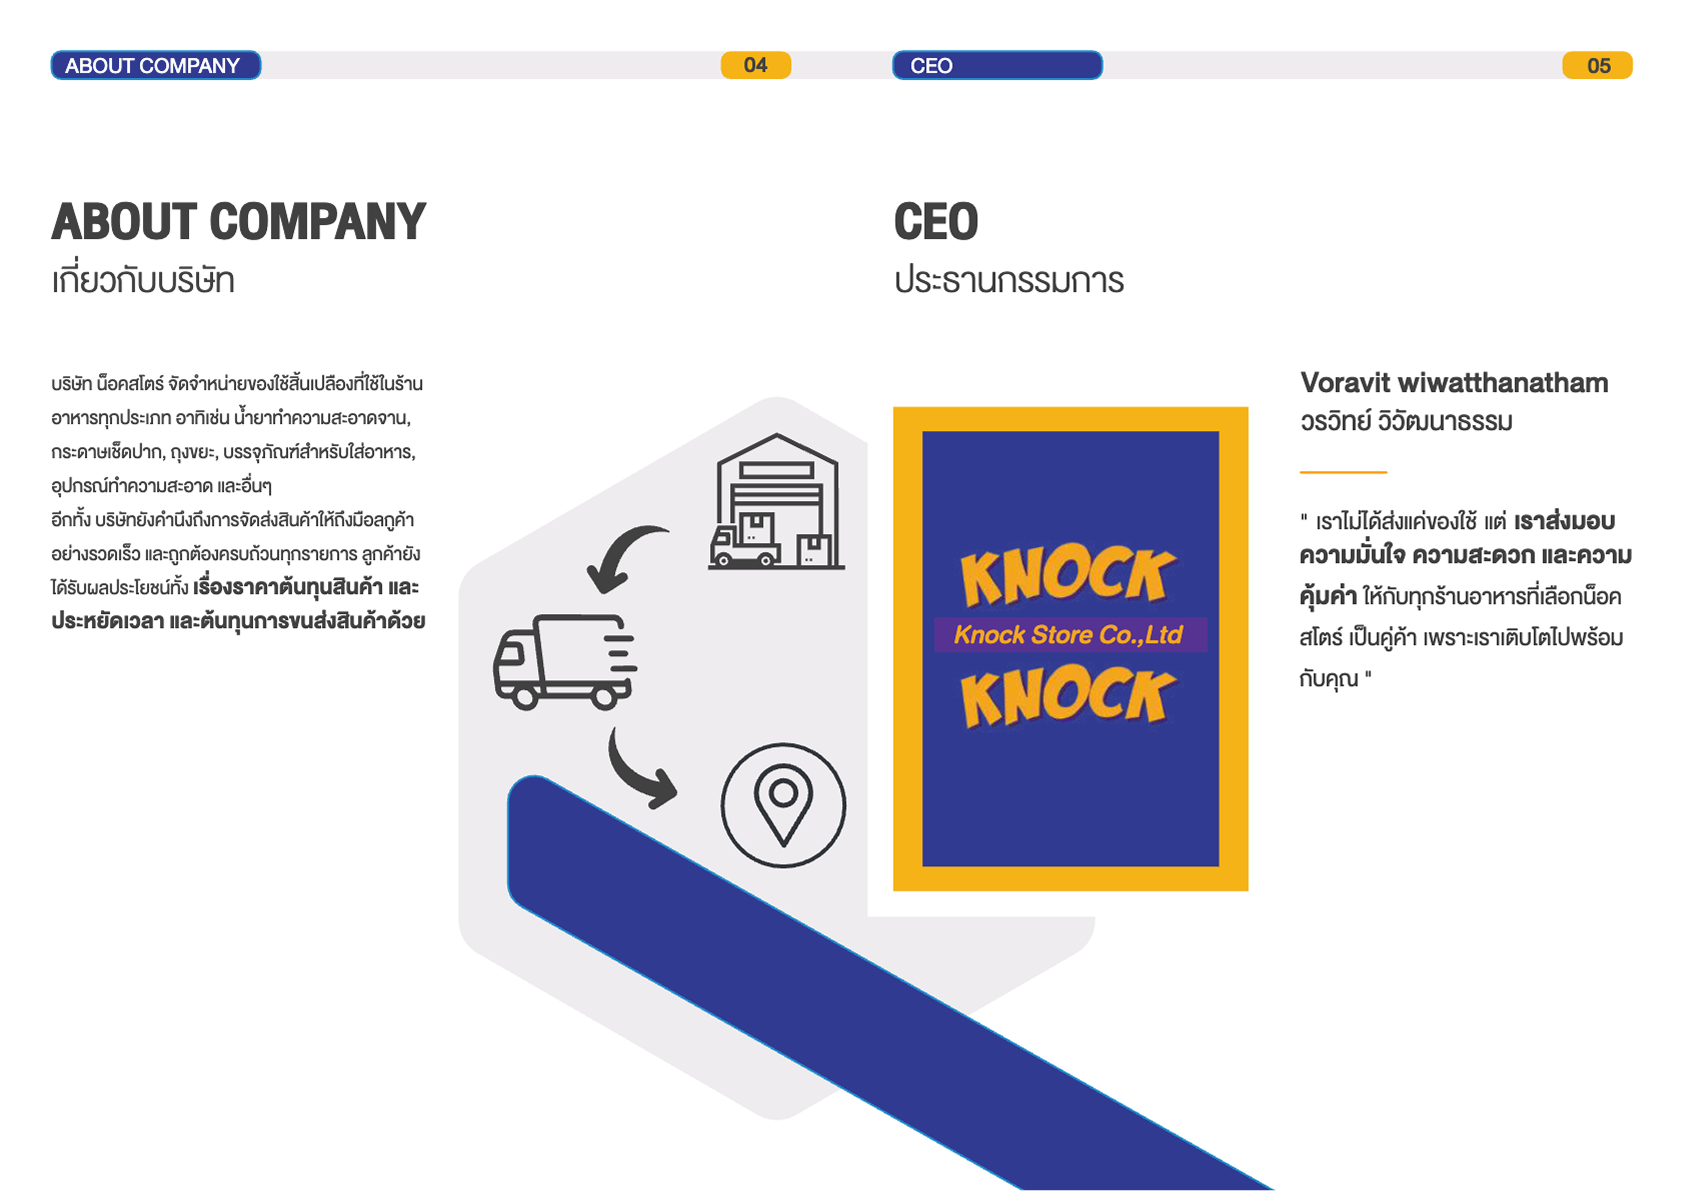 ABOUT COMPANY
04
ABOUT COMPANY
เกี่ยวกับบริษัท
บริษัท น็อคสโตร์ จัดจำหน่ายของใช้สิ้นเปลืองที่ใช้ในร้าน
อาหารทุกประเภท อาทิเช่น น้ำยาทำความสะอาดจาน,
กระดาษเช็ดปาก, ถุงขยะ, บรรจุภัณฑ์สำหรับใส่อาหาร,
อุปกรณ์ทำความสะอาด และอื่นๆ
อีกทั้ง บริษัทยังคำนึงถึงการจัดส่งสินค้าให้ถึงมือลกูค้า
อย่างรวดเร็ว และถูกต้องครบถ้วนทุกรายการ ลูกค้ายัง
ได้รับผลประโยชน์ทั้ง เรื่องราคาต้นทุนสินค้า และ
ประหยัดเวลา และต้นทุนการขนส่งสินค้าด้วย
CEO
05
CEO
ประธานกรรมการ
KNOCK
Knock Store Co.,Ltd
KNOCK
Voravit wiwatthanatham
วรวิทย์ วิวัฒนาธรรม
" เราไม่ได้ส่งแค่ของใช้ แต่ เราส่งมอบ
ความมั่นใจ ความสะดวก และความ
คุ้มค่า ให้กับทุกร้านอาหารที่เลือกน็อค
สโตร์ เป็นคู่ค้า เพราะเราเติบโตไปพร้อม
กับคุณ "